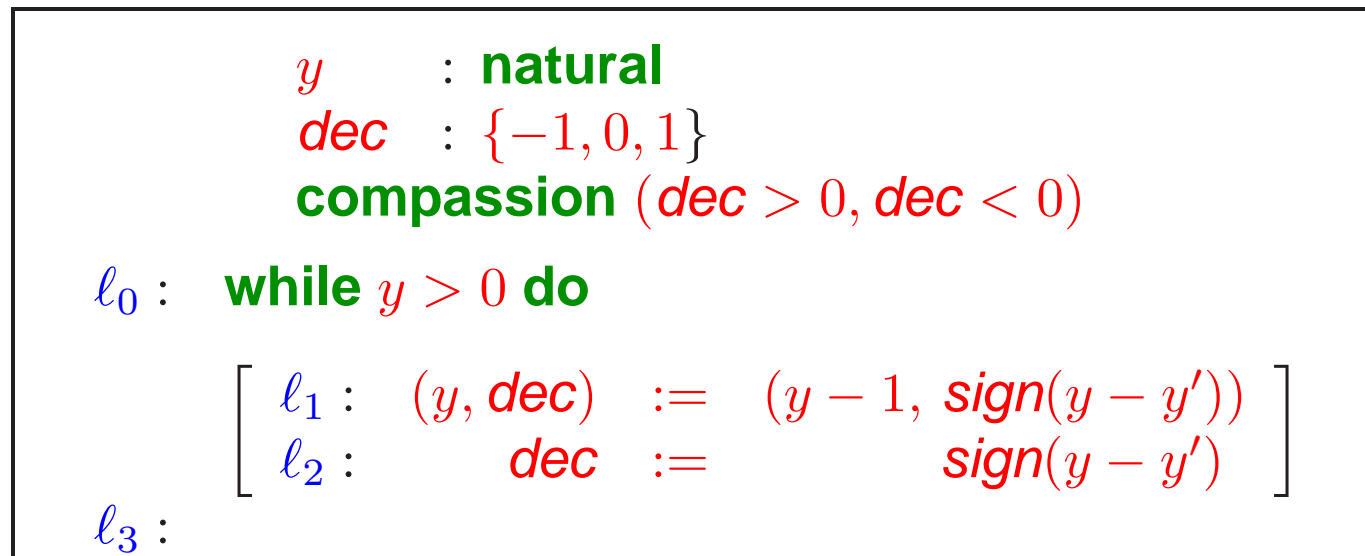 y : natural
dec : {−1, 0, 1}
compassion (dec > 0, dec < 0)
ℓ₀ : while y > 0 do
ℓ₁ : (y, dec) := (y − 1, sign(y − y′))
ℓ₂ : dec := sign(y − y′)
ℓ₃ :